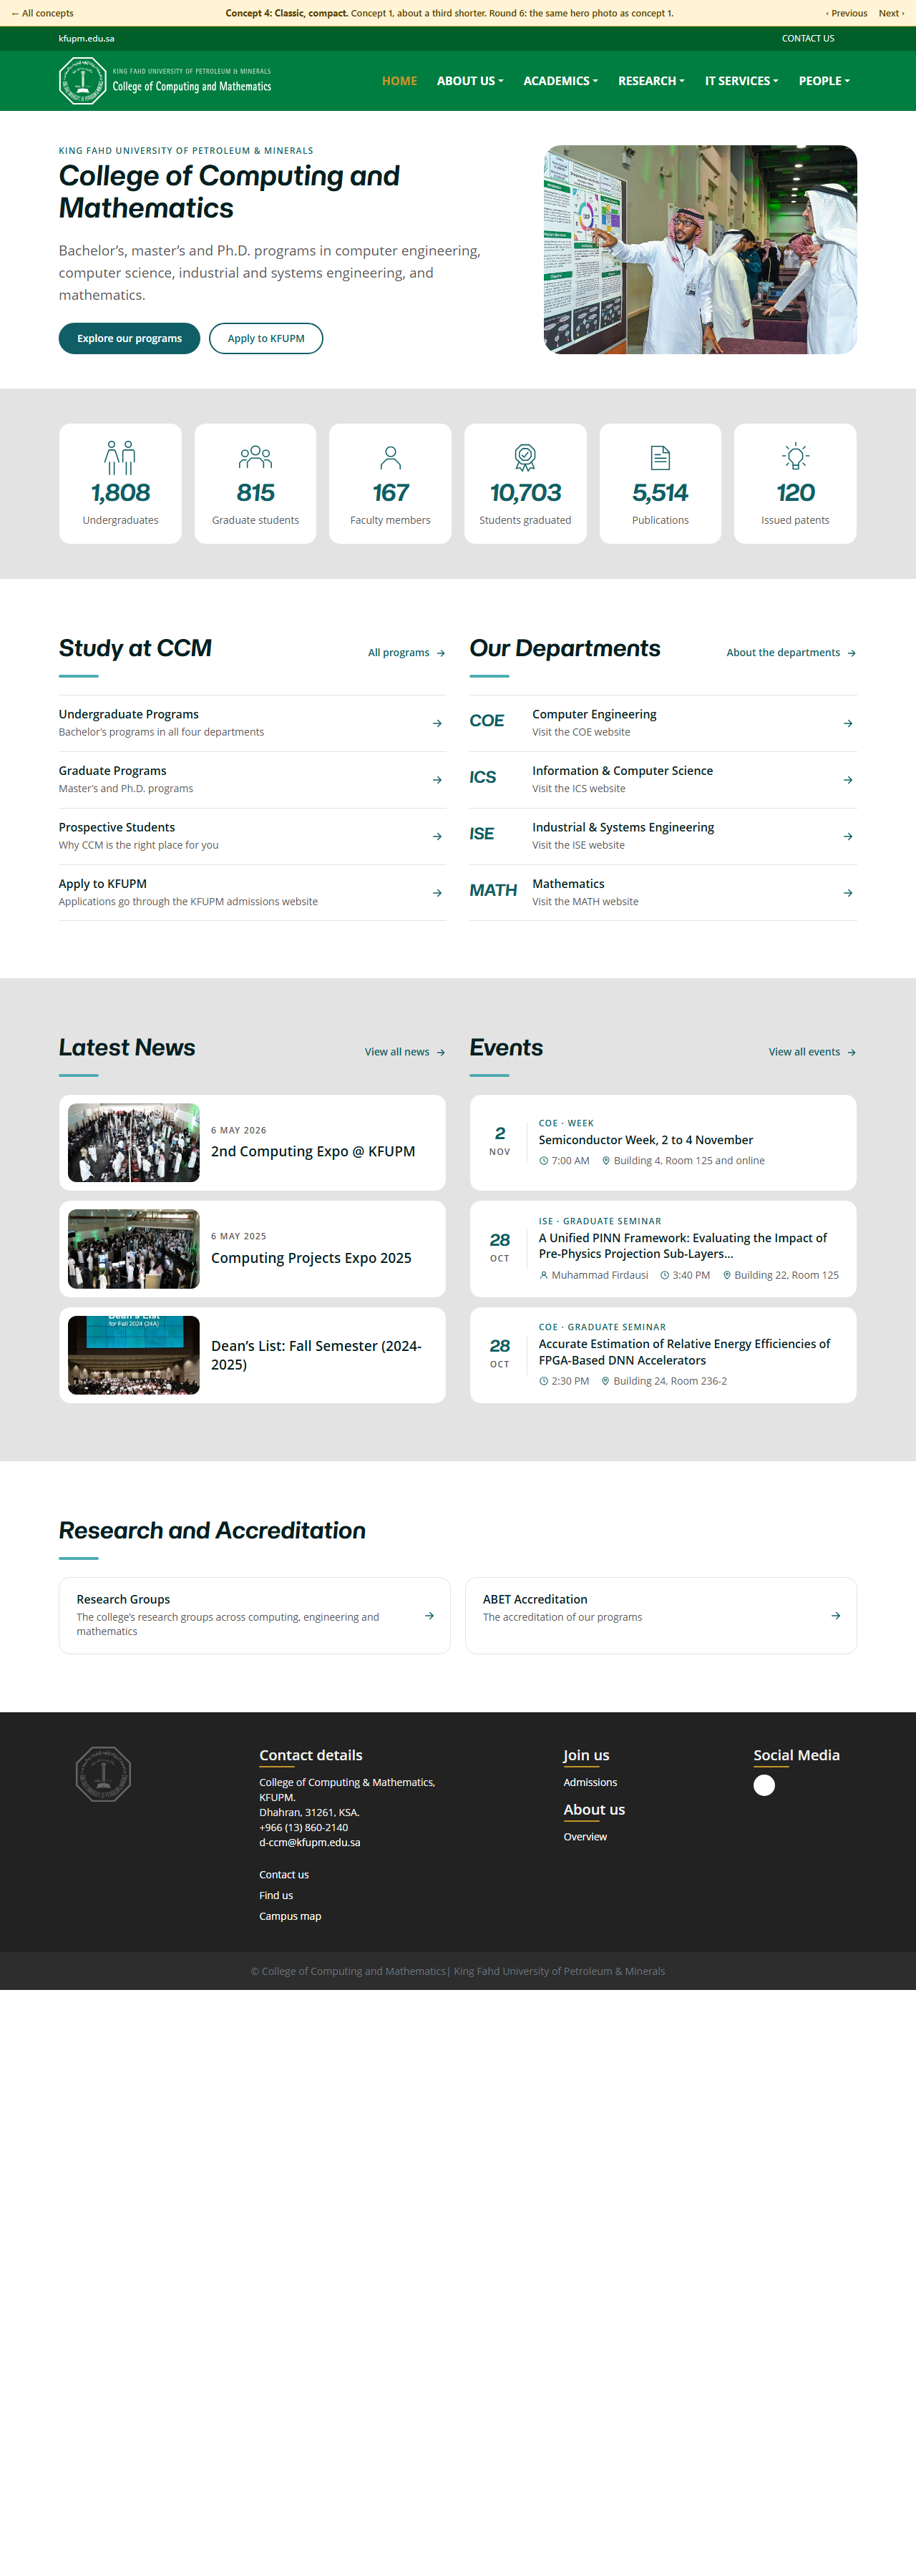 ← All concepts
Concept 4: Classic, compact. Concept 1, about a third shorter. Round 6: the same hero photo as concept 1.
‹ Previous
Next ›
kfupm.edu.sa
CONTACT US
KING FAHD UNIVERSITY OF PETROLEUM & MINERALS
College of Computing and Mathematics
HOME
ABOUT US
ACADEMICS
RESEARCH
IT SERVICES
PEOPLE
KING FAHD UNIVERSITY OF PETROLEUM & MINERALS
College of Computing and
Mathematics
Bachelor’s, master’s and Ph.D. programs in computer engineering,
computer science, industrial and systems engineering, and
mathematics.
Explore our programs
Apply to KFUPM
1,808
Undergraduates
815
Graduate students
167
Faculty members
10,703
Students graduated
5,514
Publications
120
Issued patents
Study at CCM
All programs →
Undergraduate Programs
Bachelor’s programs in all four departments
→
Graduate Programs
Master’s and Ph.D. programs
→
Prospective Students
Why CCM is the right place for you
→
Apply to KFUPM
Applications go through the KFUPM admissions website
→
Our Departments
About the departments →
COE
Computer Engineering
Visit the COE website
→
ICS
Information & Computer Science
Visit the ICS website
→
ISE
Industrial & Systems Engineering
Visit the ISE website
→
MATH
Mathematics
Visit the MATH website
→
Latest News
View all news →
6 MAY 2026
2nd Computing Expo @ KFUPM
6 MAY 2025
Computing Projects Expo 2025
Dean's List
for Fall 2024 (24A)
Dean’s List: Fall Semester (2024-
2025)
Events
View all events →
2
NOV
COE · WEEK
Semiconductor Week, 2 to 4 November
7:00 AM
Building 4, Room 125 and online
28
OCT
ISE · GRADUATE SEMINAR
A Unified PINN Framework: Evaluating the Impact of
Pre-Physics Projection Sub-Layers…
Muhammad Firdausi
3:40 PM
Building 22, Room 125
28
OCT
COE · GRADUATE SEMINAR
Accurate Estimation of Relative Energy Efficiencies of
FPGA-Based DNN Accelerators
2:30 PM
Building 24, Room 236-2
Research and Accreditation
Research Groups
The college’s research groups across computing, engineering and
mathematics
→
ABET Accreditation
The accreditation of our programs
→
Contact details
College of Computing & Mathematics,
KFUPM.
Dhahran, 31261, KSA.
+966 (13) 860-2140
d-ccm@kfupm.edu.sa
Contact us
Find us
Campus map
Join us
Admissions
About us
Overview
Social Media
© College of Computing and Mathematics| King Fahd University of Petroleum & Minerals